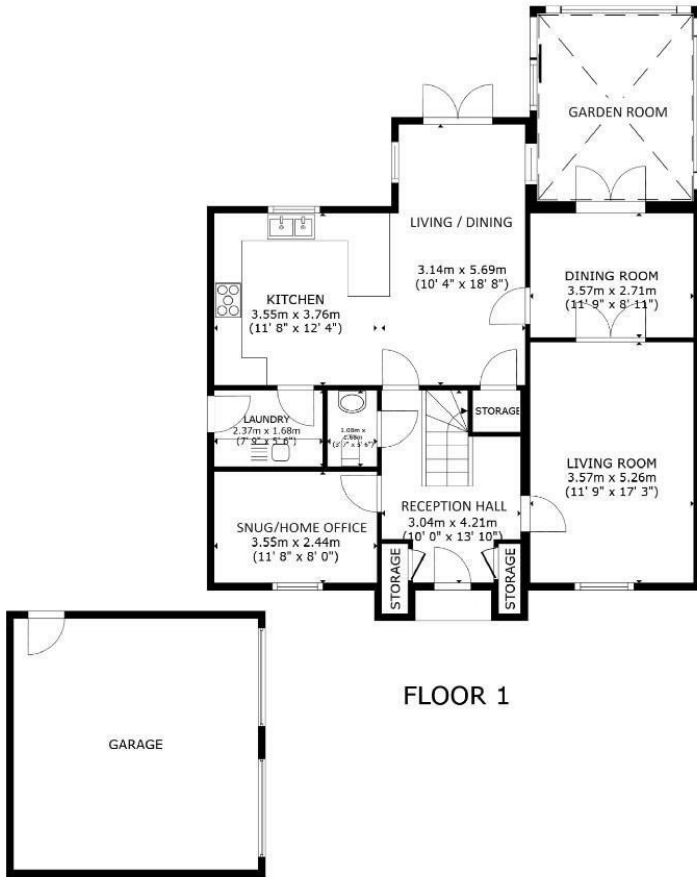 GARDEN ROOM
LIVING / DINING
3.14m x 5.69m
(10' 4" x 18' 8")
KITCHEN
3.55m x 3.76m
(11' 8" x 12' 4")
DINING ROOM
3.57m x 2.71m
(11' 9" x 8' 11")
LAUNDRY
2.37m x 1.68m
(7' 9" x 5' 6")
STORAGE
LIVING ROOM
3.57m x 5.26m
(11' 9" x 17' 3")
RECEPTION HALL
3.04m x 4.21m
(10' 0" x 13' 10")
SNUG/HOME OFFICE
3.55m x 2.44m
(11' 8" x 8' 0")
STORAGE
STORAGE
FLOOR 1
GARAGE